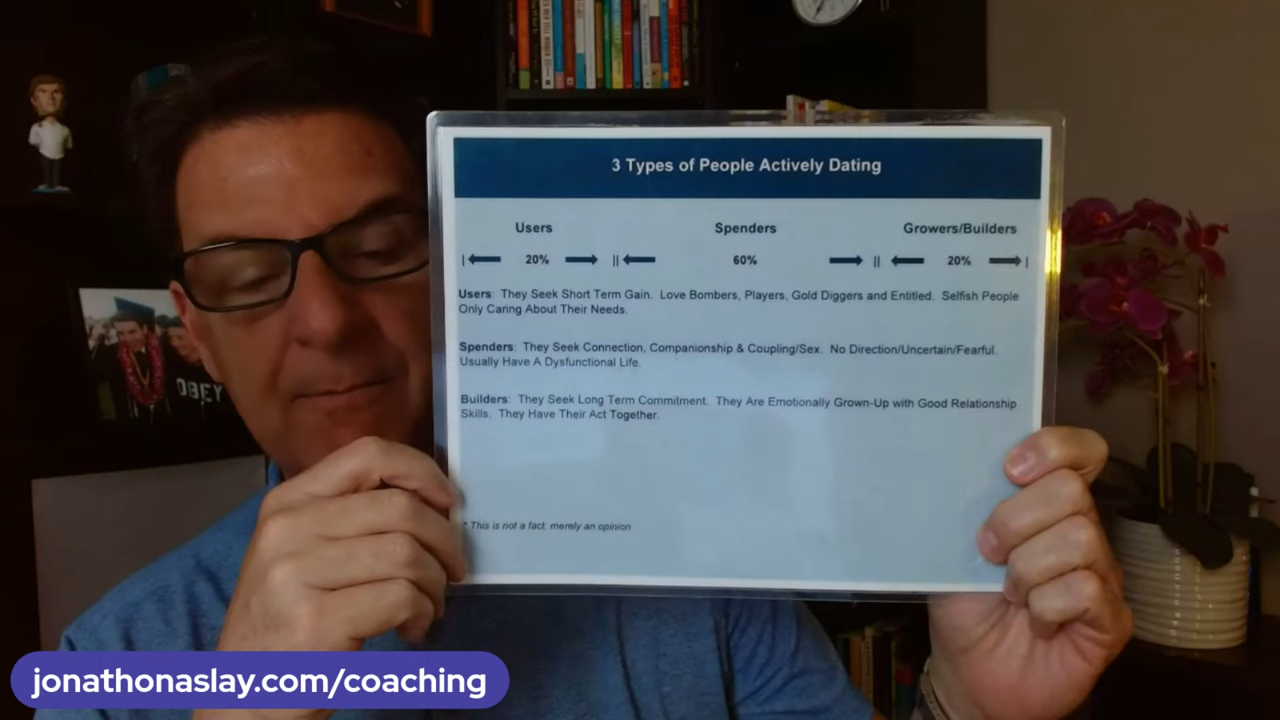 3 Types of People Actively Dating
Users Spenders Growers/Builders
20% 60% 20%
Users: They Seek Short Term Gain. Love Bombers, Players, Gold Diggers and Entitled. Selfish People
Only Caring About Their Needs.
Spenders: They Seek Connection, Companionship & Coupling/Sex. No Direction/Uncertain/Fearful.
Usually Have A Dysfunctional Life.
Builders: They Seek Long Term Commitment. They Are Emotionally Grown-Up with Good Relationship
Skills. They Have Their Act Together.
* This is not a fact, merely an opinion
OBEY
jonathonaslay.com/coaching